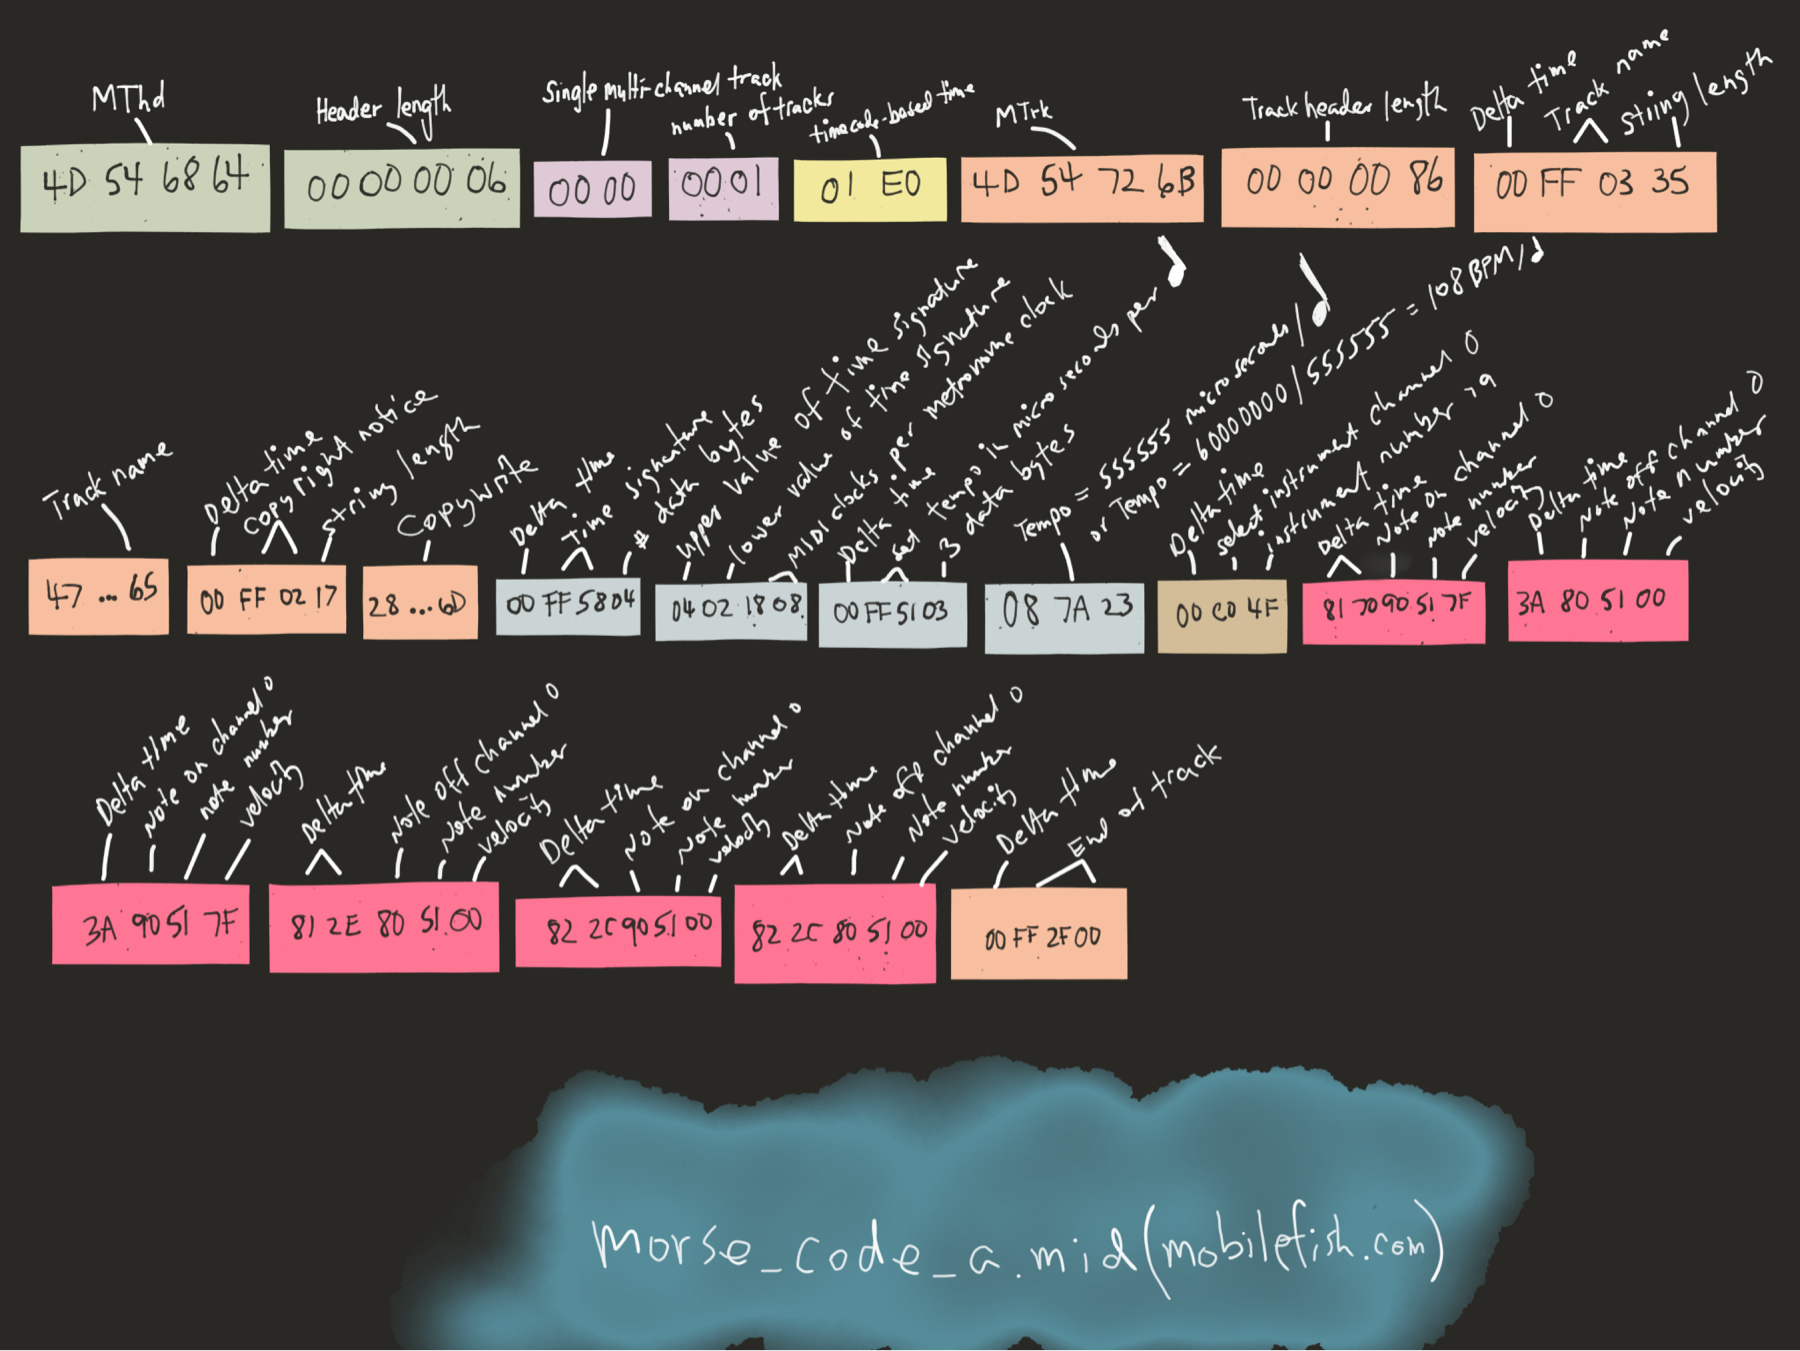 MThd
Header length
Single multi-channel track
number of tracks
timecode-based time
MTrk
Track header length
Delta time
Track name
string length
4D 54 68 64
00 00 00 06
00 00
00 01
01 E0
4D 54 72 6B
00 00 00 86
00 FF 03 35
Track name
Delta time
Copyright notice
string length
Copywrite
Delta time
Time signature
# data bytes
upper value of time signature
lower value of time signature
MIDI clocks per metronome clock
Delta time
set tempo in microseconds per
3 data bytes
Tempo = 555555 microseconds/
or Tempo = 60000000/555555 = 108BPM/
Delta time
select instrument channel 0
instrument number 79
Delta time
Note on channel 0
Note number
velocity
Delta time
Note off channel 0
Note number
velocity
47 ... 65
00 FF 02 17
28 ... 6D
00 FF 58 04
04 02 18 08
00 FF 51 03
08 7A 23
00 C0 4F
81 70 90 51 7F
3A 80 51 00
Delta time
Note on channel 0
note number
velocity
Delta time
Note off channel 0
Note number
velocity
Delta time
Note on channel 0
Note number
velocity
Delta time
Note off channel 0
Note number
velocity
Delta time
End of track
3A 90 51 7F
81 2E 80 51 00
82 2C 90 51 00
82 2C 80 51 00
00 FF 2F 00
morse_code_a.mid(mobilefish.com)